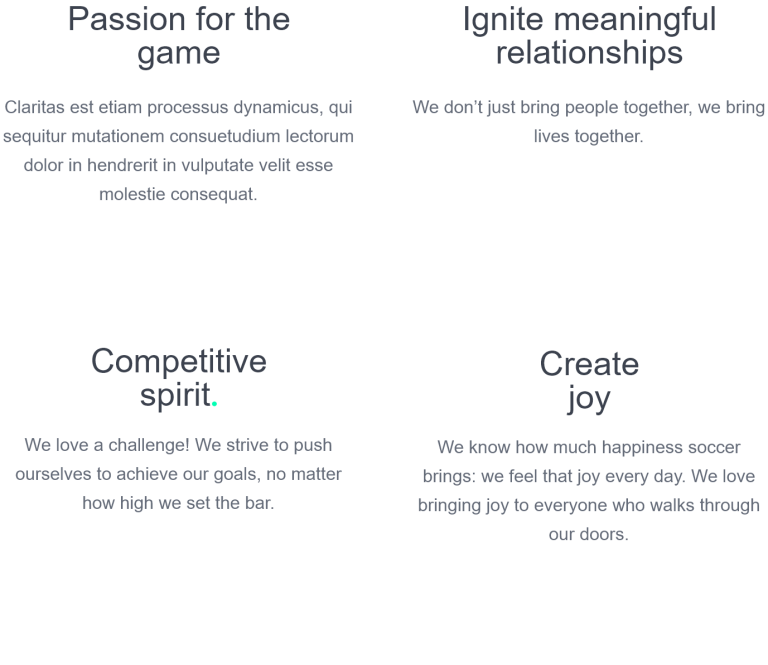 Passion for the
game
Claritas est etiam processus dynamicus, qui
sequitur mutationem consuetudium lectorum
dolor in hendrerit in vulputate velit esse
molestie consequat.
Ignite meaningful
relationships
We don’t just bring people together, we bring
lives together.
Competitive
spirit.
We love a challenge! We strive to push
ourselves to achieve our goals, no matter
how high we set the bar.
Create
joy
We know how much happiness soccer
brings: we feel that joy every day. We love
bringing joy to everyone who walks through
our doors.